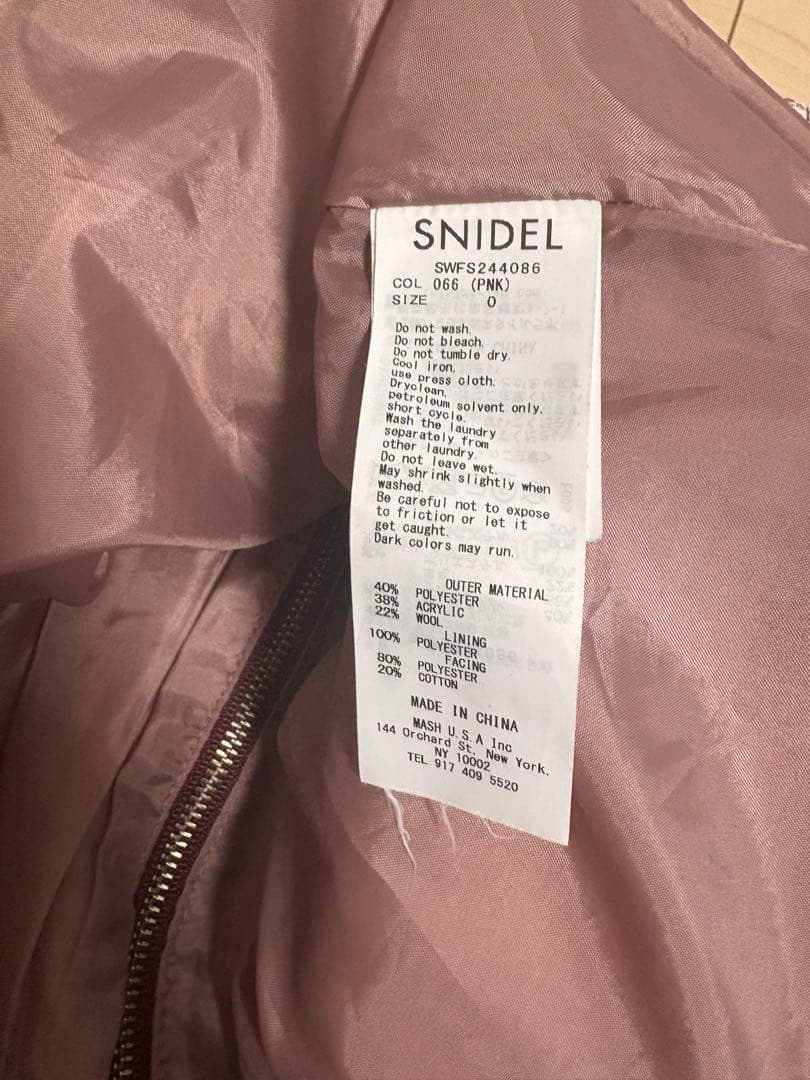 SNIDEL
SWFS244086
COL 066 (PNK)
SIZE 0
Do not wash.
Do not bleach.
Do not tumble dry.
Cool iron.
use press cloth.
Dryclean,
petroleum solvent only.
short cycle.
Wash the laundry
separately from
other laundry.
Do not leave wet.
May shrink slightly when
washed.
Be careful not to expose
to friction or let it
get caught.
Dark colors may run.
OUTER MATERIAL
40% POLYESTER
38% ACRYLIC
22% WOOL
LINING
100% POLYESTER
FACING
80% POLYESTER
20% COTTON
MADE IN CHINA
MASH U.S.A Inc
144 Orchard St, New York,
NY 10002
TEL 917 409 5520